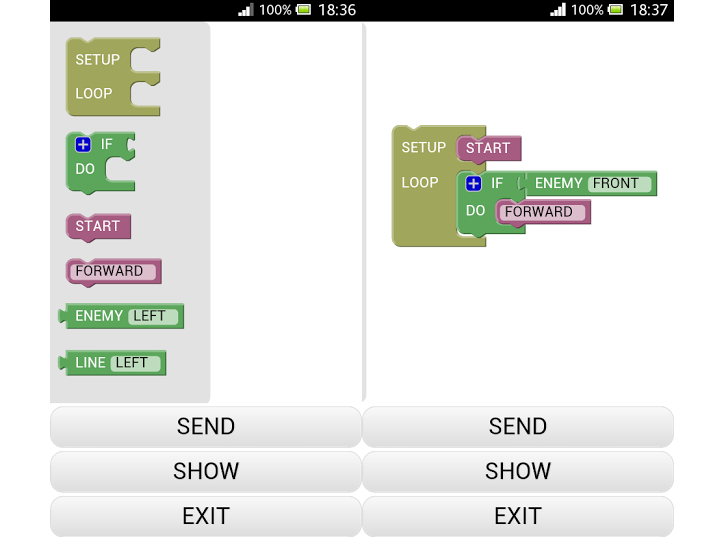 100% 18:36
SETUP
LOOP
IF
DO
START
FORWARD
ENEMY LEFT
LINE LEFT
SEND
SHOW
EXIT
100% 18:37
SETUP START
LOOP IF ENEMY FRONT
DO FORWARD
SEND
SHOW
EXIT